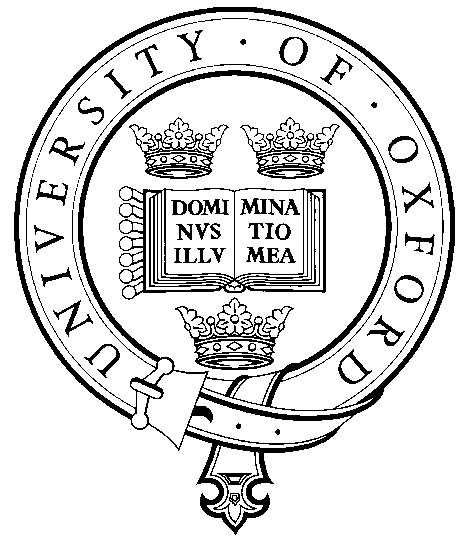 UNIVERSITY · OF · OXFORD
DOMI
NVS
ILLV
MINA
TIO
MEA